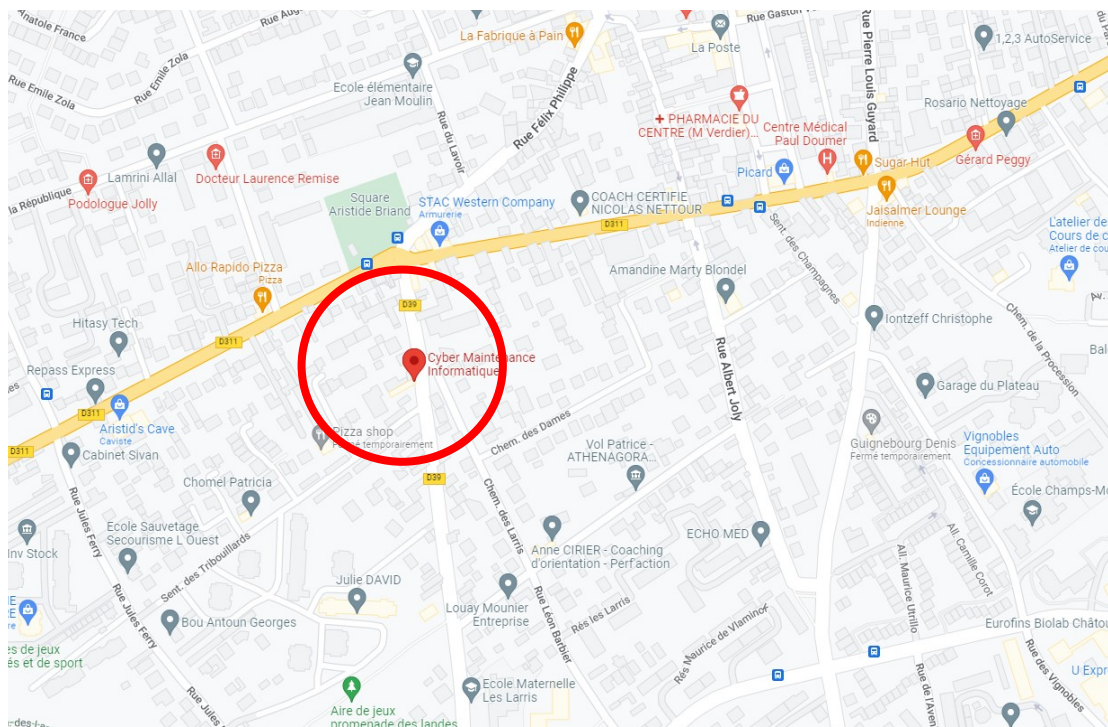 Anatole France
Rue Emile Zola
Rue Emile Zola
La Fabrique à Pain
Rue Gaston
La Poste
1,2,3 AutoService
Ecole élémentaire
Jean Moulin
Rue Félix Philippe
Rue du Lavoir
Rue Pierre Louis Guyard
+ PHARMACIE DU
CENTRE (M Verdier)...
Centre Médical
Paul Doumer
Rosario Nettoyage
Lamrini Allal
Docteur Laurence Remise
Podologue Jolly
la République
Square
Aristide Briand
STAC Western Company
Armurerie
COACH CERTIFIE
NICOLAS NETTOUR
Picard
Sugar Hut
Gérard Peggy
Jaisalmer Lounge
Indienne
D311
Sent. des Champagnes
L'atelier de
Cours de c
Atelier de cou
Allo Rapido Pizza
Pizza
Amandine Marty Blondel
D39
Av.
Hitasy Tech
D311
Iontzeff Christophe
Chem. de la Procession
Bal
Cyber Maintenance
Informatique
Rue Albert Joly
Repass Express
Garage du Plateau
D311
Aristid's Cave
Caviste
D311
Cabinet Sivan
Pizza shop
Fermé temporairement
Chem. des Dames
Vol Patrice -
ATHENAGORA...
Guignebourg Denis
Fermé temporairement
Vignobles
Equipement Auto
Concessionnaire automobile
D39
Chomel Patricia
Chem. des Larris
École Champs-Mo
Rue Jules Ferry
Ecole Sauvetage
Secourisme L Ouest
Inv Stock
Sent. des Tribouillards
Anne CIRIER - Coaching
d'orientation - Perf'action
ECHO MED
All. Maurice Utrillo
All. Camille Corot
Julie DAVID
Louay Mounier
Entreprise
Rue Léon Barbier
Rés les Larris
Rés Maurice de Vlaminck
Bou Antoun Georges
Rue Jules Ferry
Eurofins Biolab Châtou
es de jeux
és et de sport
Ecole Maternelle
Les Larris
U Expr
Rue des Vignobles
Rue de l'Aven
Rue Jules
Aire de jeux
promenade des landes